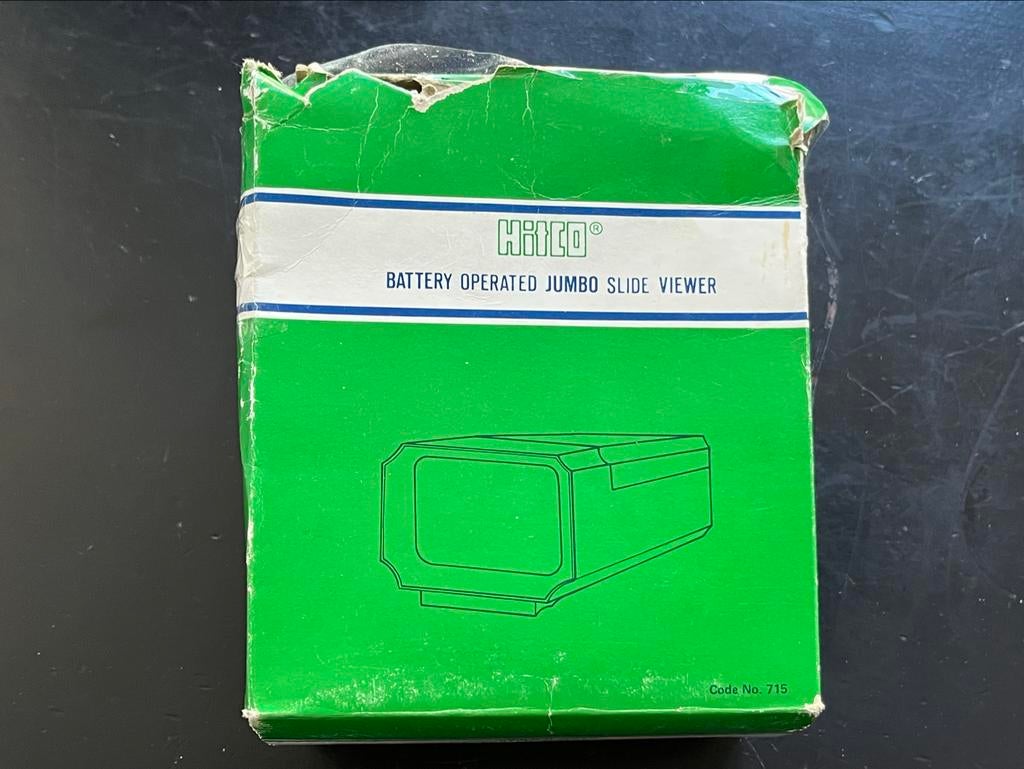 HitCO®
BATTERY OPERATED JUMBO SLIDE VIEWER
Code No. 715